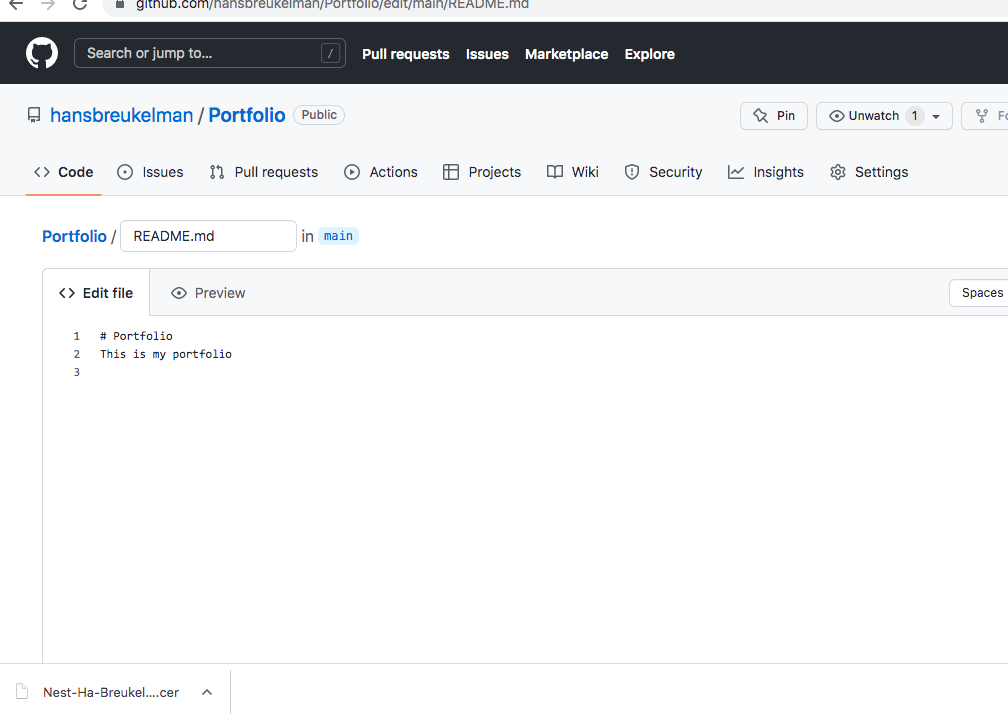 github.com/hansbreukelman/Portfolio/edit/main/README.md
Search or jump to... / Pull requests Issues Marketplace Explore
hansbreukelman / Portfolio Public Pin Unwatch 1 Fo
Code Issues Pull requests Actions Projects Wiki Security Insights Settings
Portfolio / README.md in main
<> Edit file Preview Spaces
1 # Portfolio
2 This is my portfolio
3
Nest-Ha-Breukel....cer